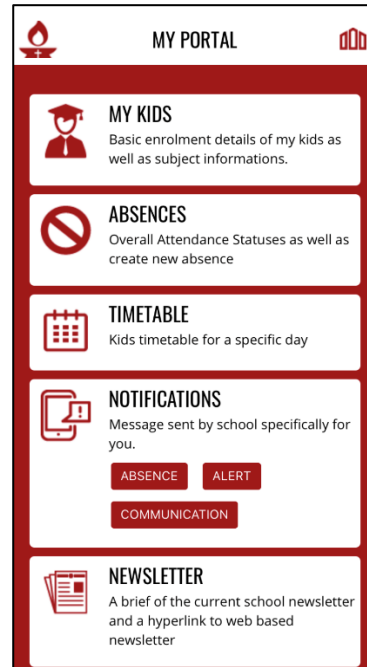 MY PORTAL
MY KIDS
Basic enrolment details of my kids as
well as subject informations.
ABSENCES
Overall Attendance Statuses as well as
create new absence
TIMETABLE
Kids timetable for a specific day
NOTIFICATIONS
Message sent by school specifically for
you.
ABSENCE ALERT
COMMUNICATION
NEWSLETTER
A brief of the current school newsletter
and a hyperlink to web based
newsletter